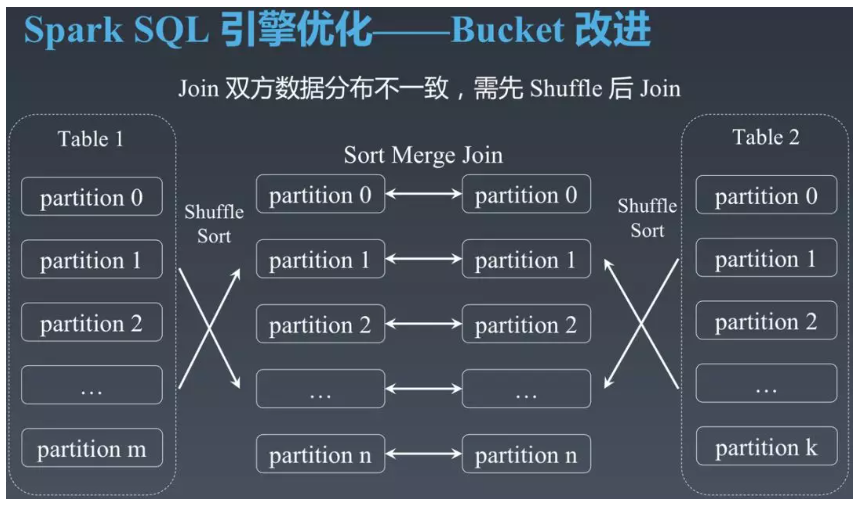 Spark SQL 引擎优化——Bucket 改进
Join 双方数据分布不一致，需先 Shuffle 后 Join
Table 1
partition 0
partition 1
partition 2
…
partition m
Shuffle
Sort
Sort Merge Join
partition 0
partition 0
partition 1
partition 1
partition 2
partition 2
…
…
partition n
partition n
Shuffle
Sort
Table 2
partition 0
partition 1
partition 2
…
partition k